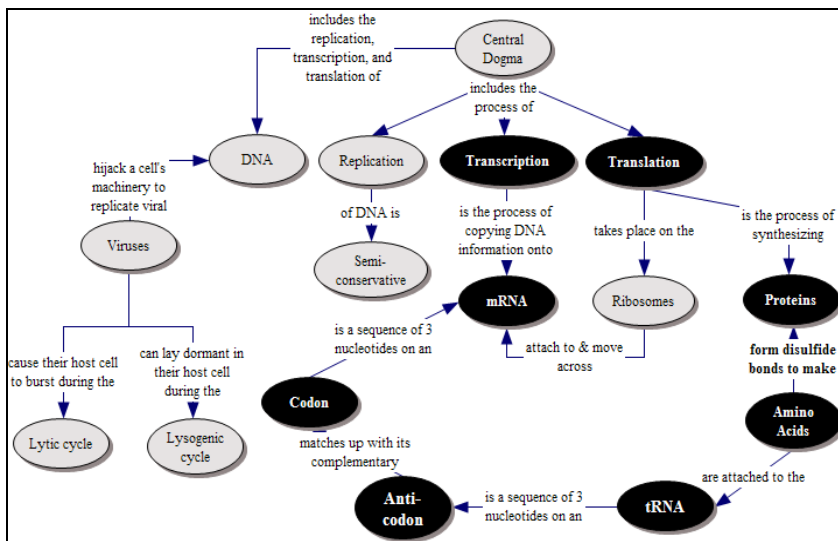 includes the
replication,
transcription, and
translation of
Central
Dogma
includes the
process of
DNA
Replication
Transcription
Translation
hijack a cell's
machinery to
replicate viral
of DNA is
is the process of
copying DNA
information onto
takes place on the
is the process of
synthesizing
Viruses
Semi-
conservative
mRNA
Ribosomes
Proteins
is a sequence of 3
nucleotides on an
attach to & move
across
form disulfide
bonds to make
cause their host cell
to burst during the
can lay dormant in
their host cell
during the
Codon
Amino
Acids
Lytic cycle
Lysogenic
cycle
matches up with its
complementary
are attached to the
Anti-
codon
is a sequence of 3
nucleotides on an
tRNA